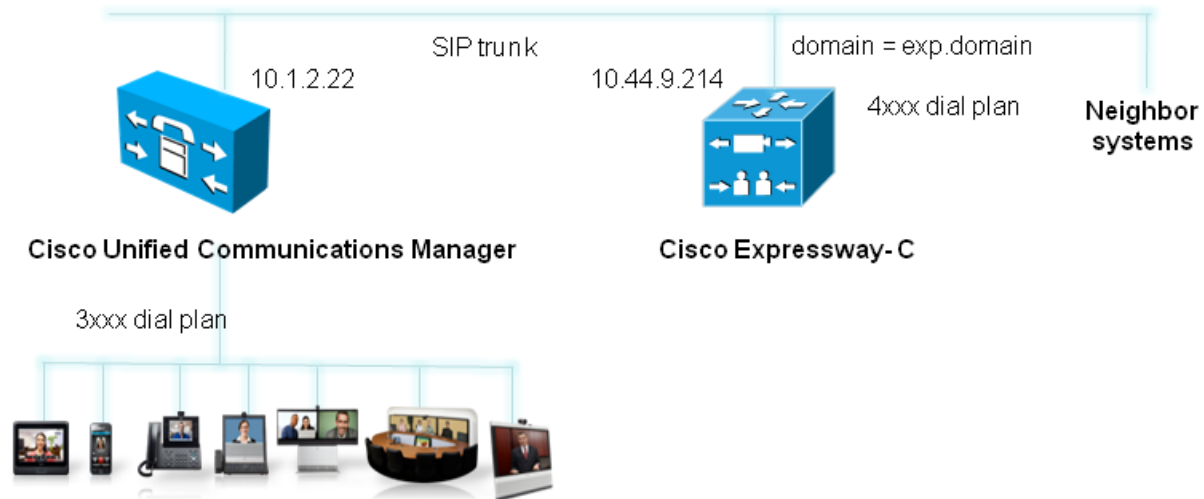 SIP trunk
domain = exp.domain
10.1.2.22
10.44.9.214
4xxx dial plan
Neighbor
systems
Cisco Unified Communications Manager
Cisco Expressway-C
3xxx dial plan